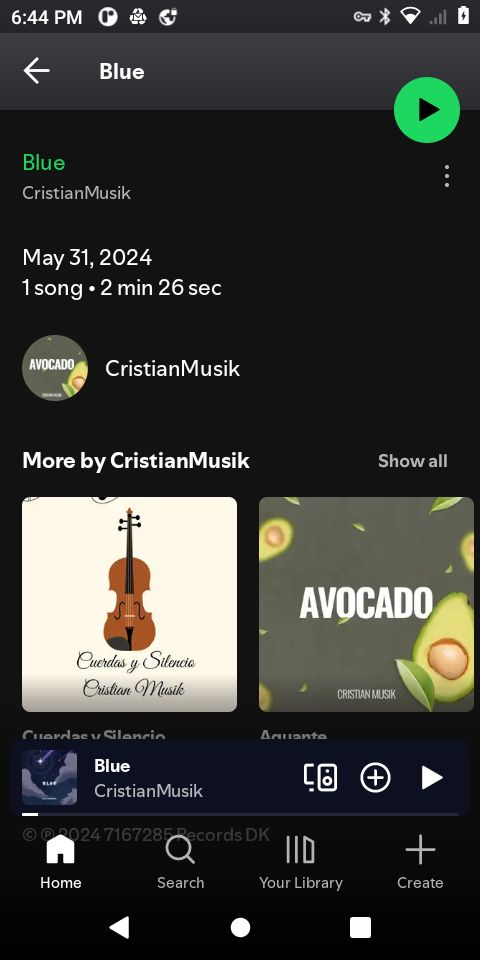 6:44 PM
Blue
Blue
CristianMusik
May 31, 2024
1 song • 2 min 26 sec
AVOCADO
CristianMusik
More by CristianMusik
Show all
Cuerdas y Silencio
Cristian Musik
AVOCADO
CRISTIAN MUSIK
Cuerdas y Silencio
Aguante
Blue
CristianMusik
© ℗ 2024 7167285 Records DK
Home
Search
Your Library
Create